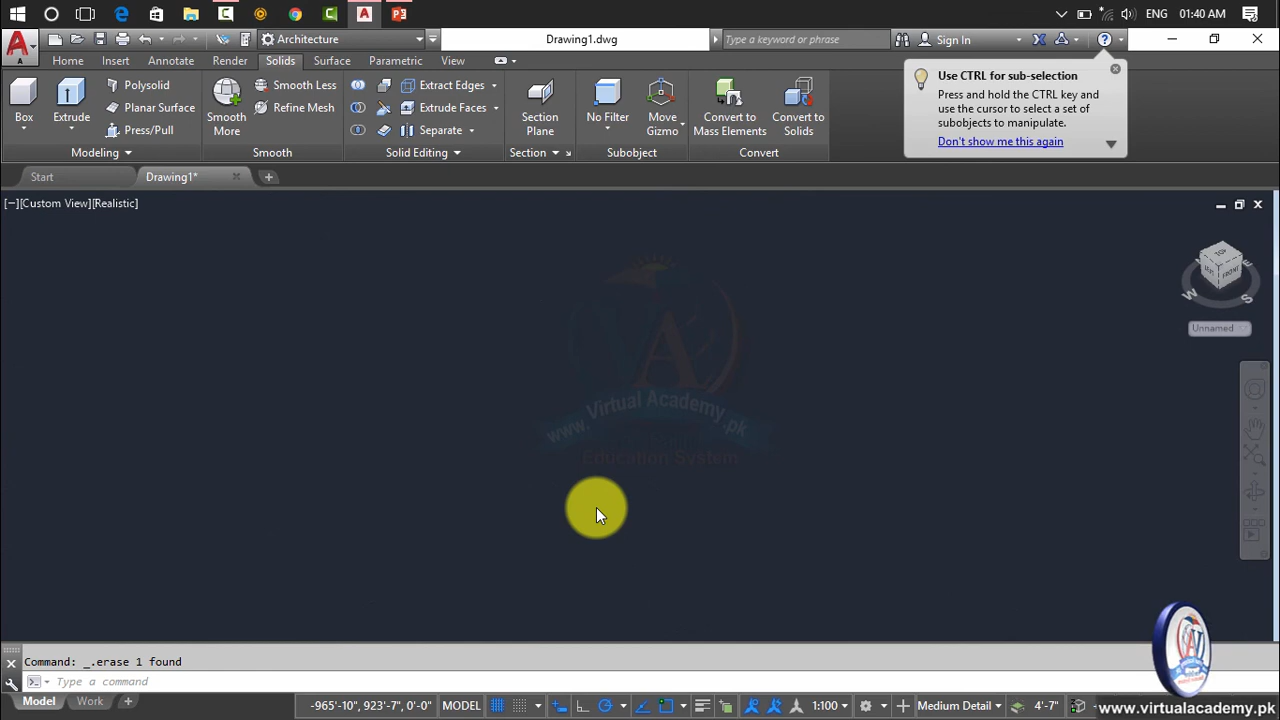 ENG 01:40 AM
Architecture Drawing1.dwg Type a keyword or phrase Sign In
Home Insert Annotate Render Solids Surface Parametric View
Use CTRL for sub-selection
Press and hold the CTRL key and
use the cursor to select a set of
subobjects to manipulate.
Don't show me this again
Polysolid
Planar Surface
Press/Pull
Box
Extrude
Modeling
Smooth Less
Refine Mesh
Smooth
More
Smooth
Extract Edges
Extrude Faces
Separate
Solid Editing
Section
Plane
Section
No Filter
Move
Gizmo
Subobject
Convert to
Mass Elements
Convert to
Solids
Convert
Start Drawing1*
[−][Custom View][Realistic]
TOP
LEFT FRONT
W S E
Unnamed
VA
www.VirtualAcademy.pk
Education System
Command: _.erase 1 found
Type a command
Model Work
-965'-10", 923'-7", 0'-0" MODEL 1:100 Medium Detail 4'-7"
www.virtualacademy.pk